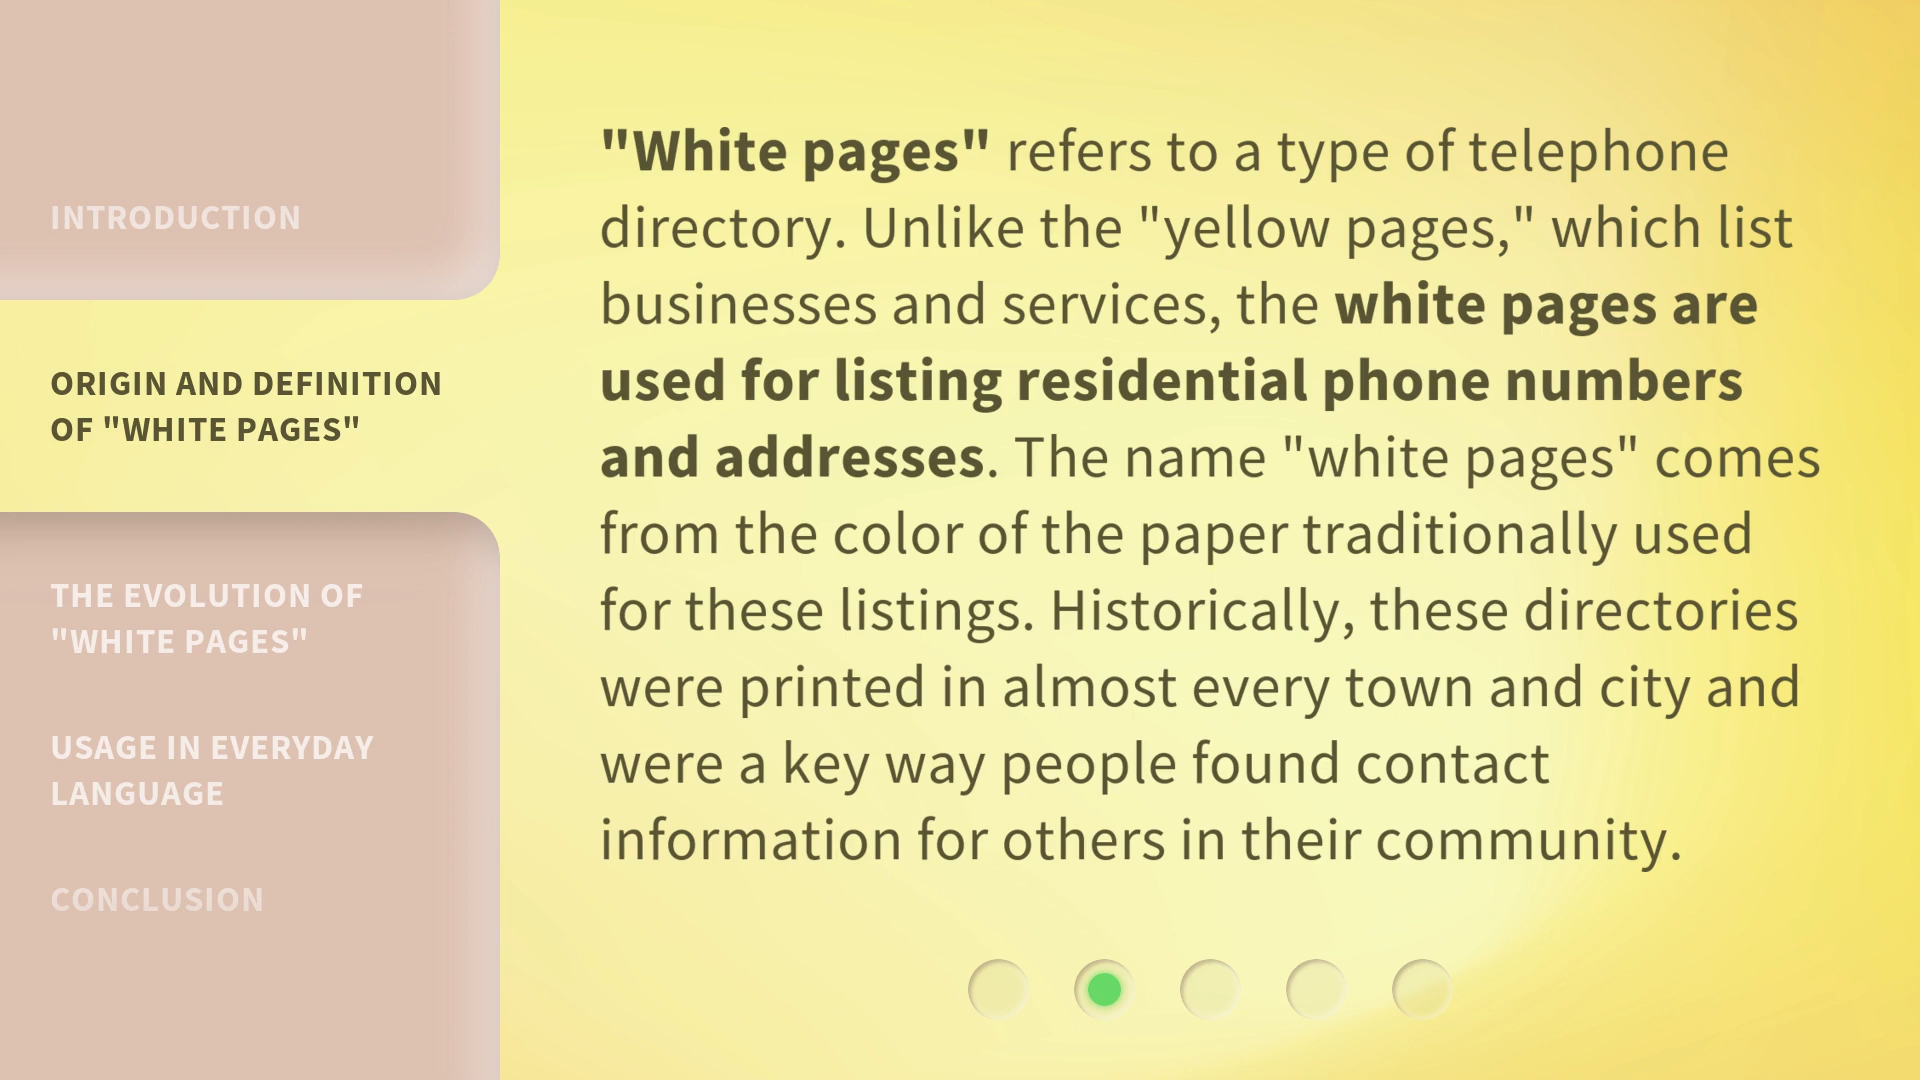 INTRODUCTION
ORIGIN AND DEFINITION
OF "WHITE PAGES"
THE EVOLUTION OF
"WHITE PAGES"
USAGE IN EVERYDAY
LANGUAGE
CONCLUSION
"White pages" refers to a type of telephone
directory. Unlike the "yellow pages," which list
businesses and services, the white pages are
used for listing residential phone numbers
and addresses. The name "white pages" comes
from the color of the paper traditionally used
for these listings. Historically, these directories
were printed in almost every town and city and
were a key way people found contact
information for others in their community.